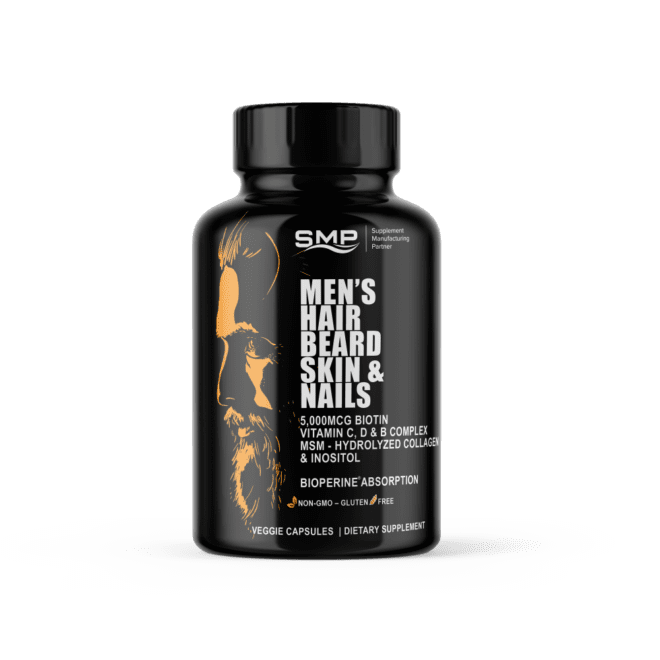 SMP
Supplement
Manufacturing
Partner
MEN'S
HAIR
BEARD
SKIN &
NAILS
5,000MCG BIOTIN
VITAMIN C, D & B COMPLEX
MSM - HYDROLYZED COLLAGEN
& INOSITOL
BIOPERINE® ABSORPTION
NON-GMO – GLUTEN FREE
VEGGIE CAPSULES | DIETARY SUPPLEMENT